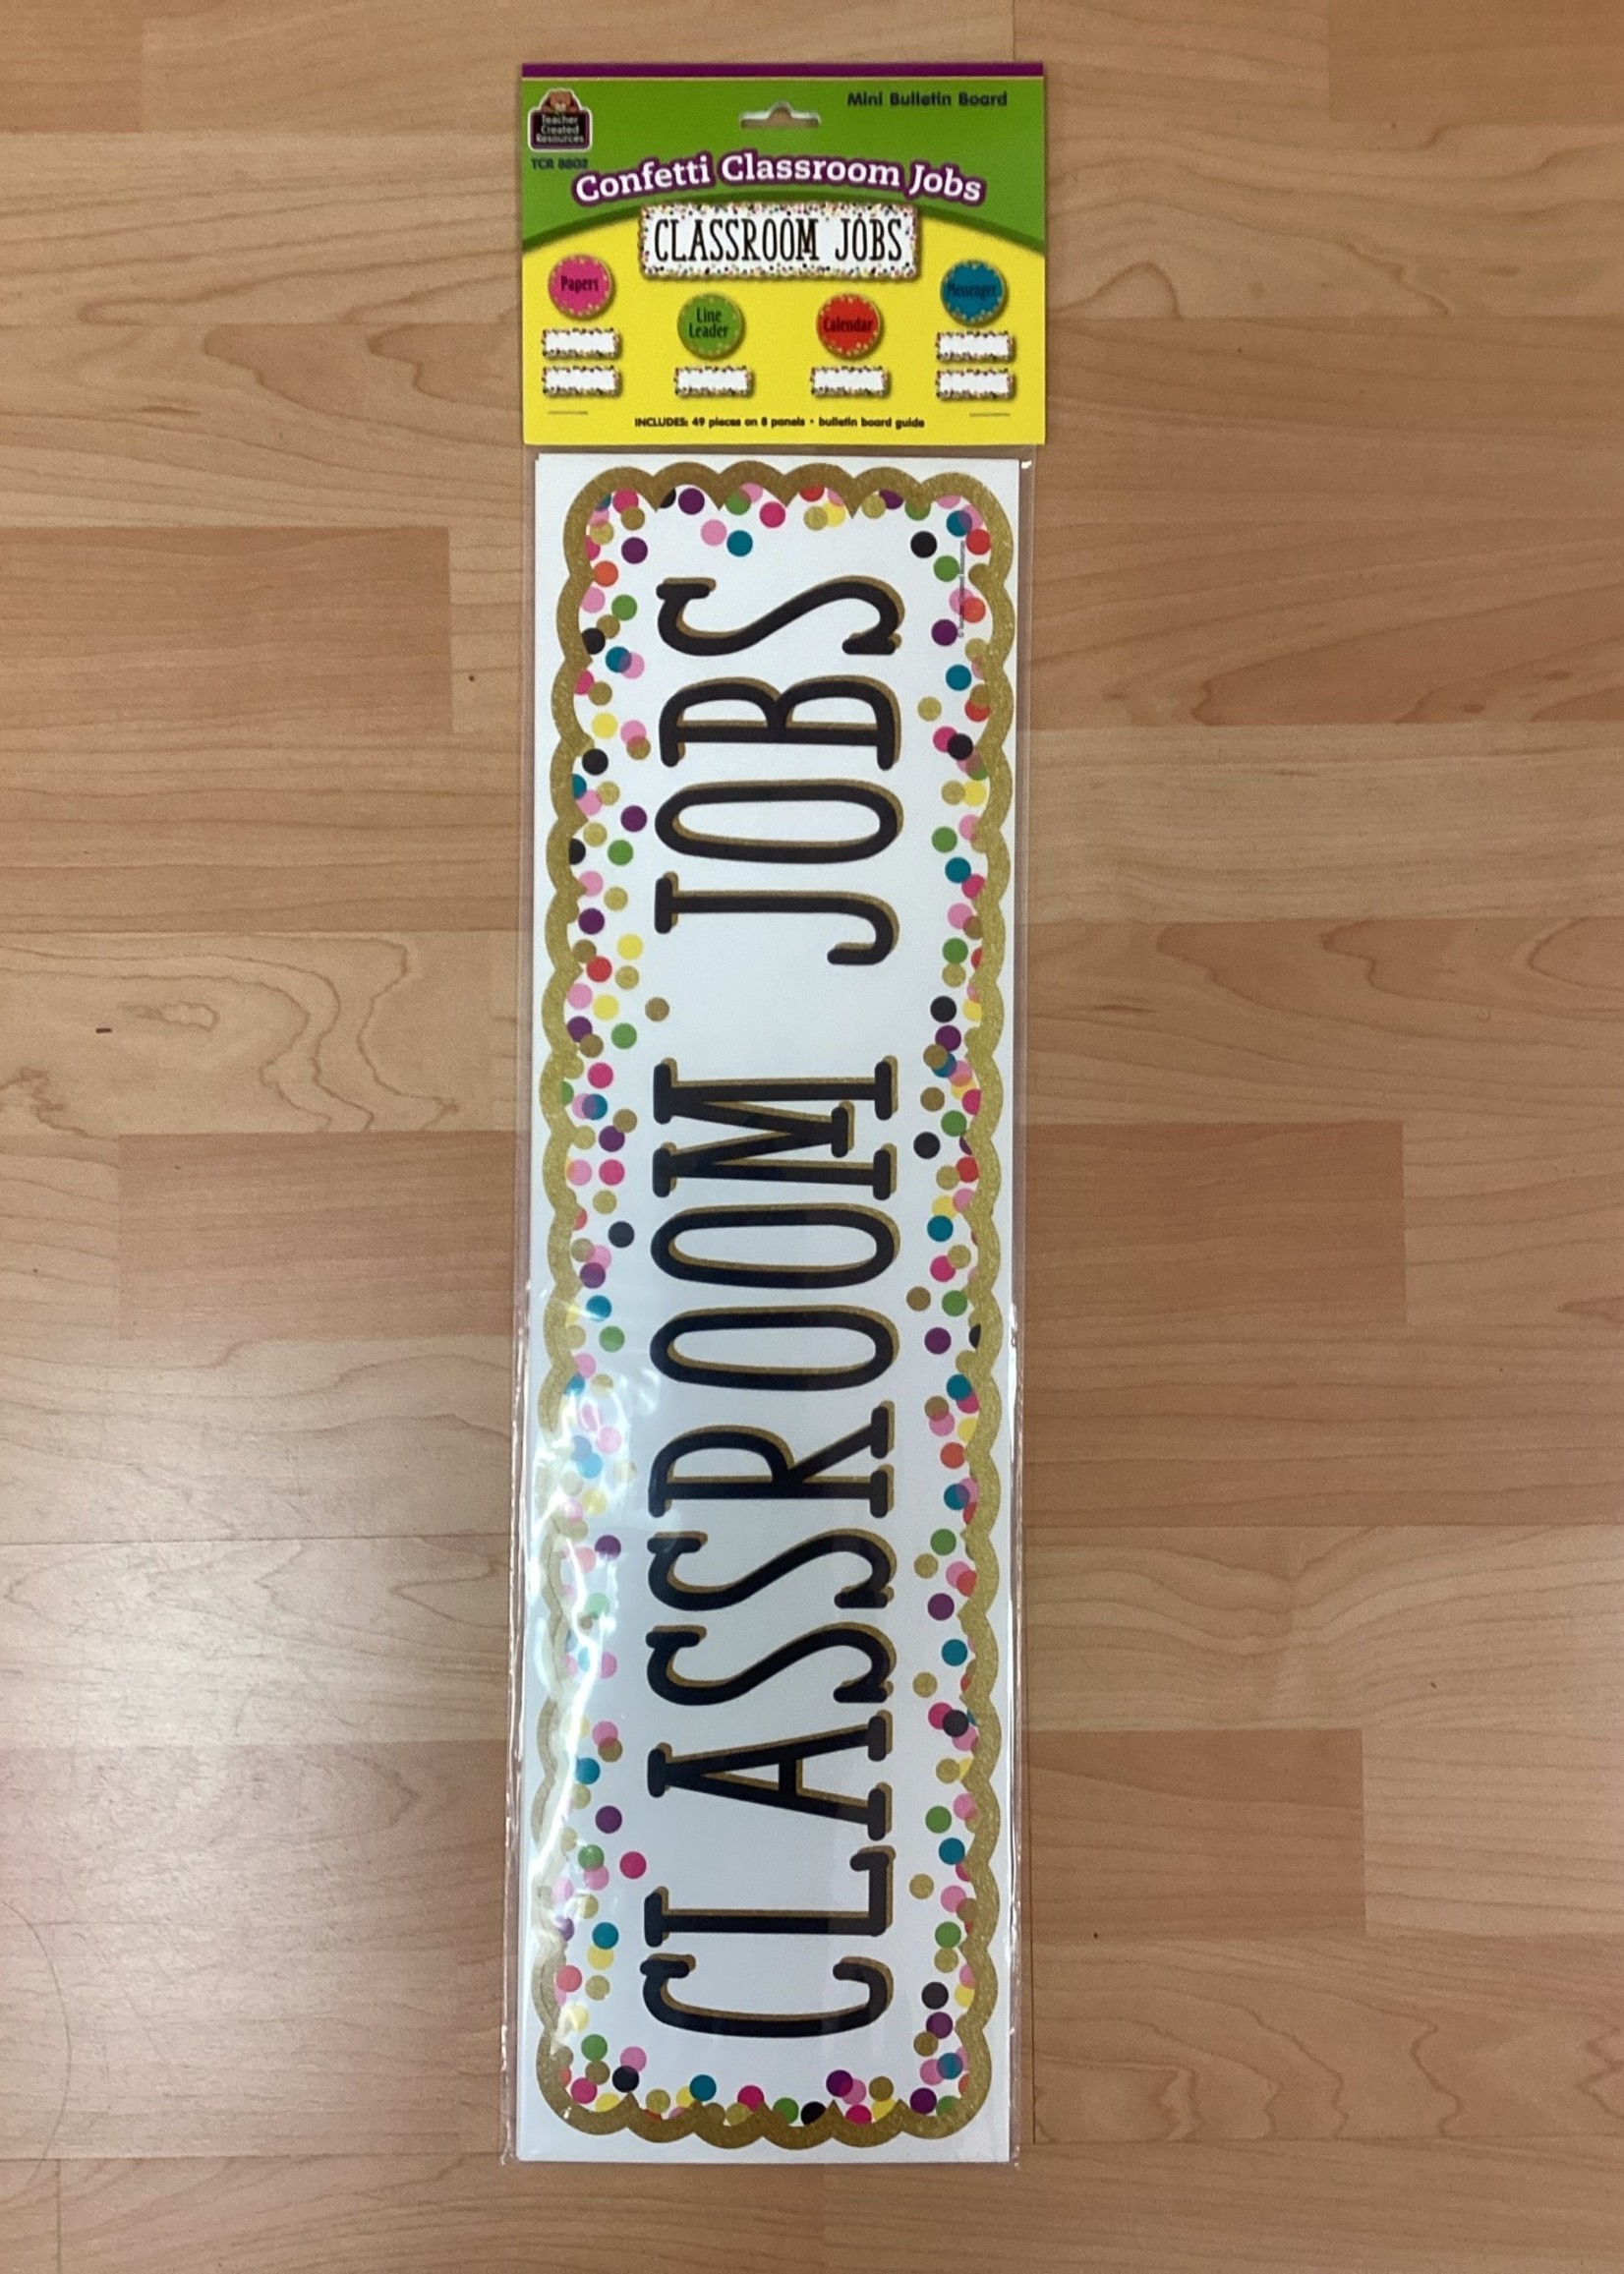 Mini Bulletin Board
Teacher
Created
Resources
TCR 8802
Confetti Classroom Jobs
CLASSROOM JOBS
Papers
Line
Leader
Calendar
Messenger
INCLUDES: 49 pieces on 8 panels • bulletin board guide
CLASSROOM JOBS